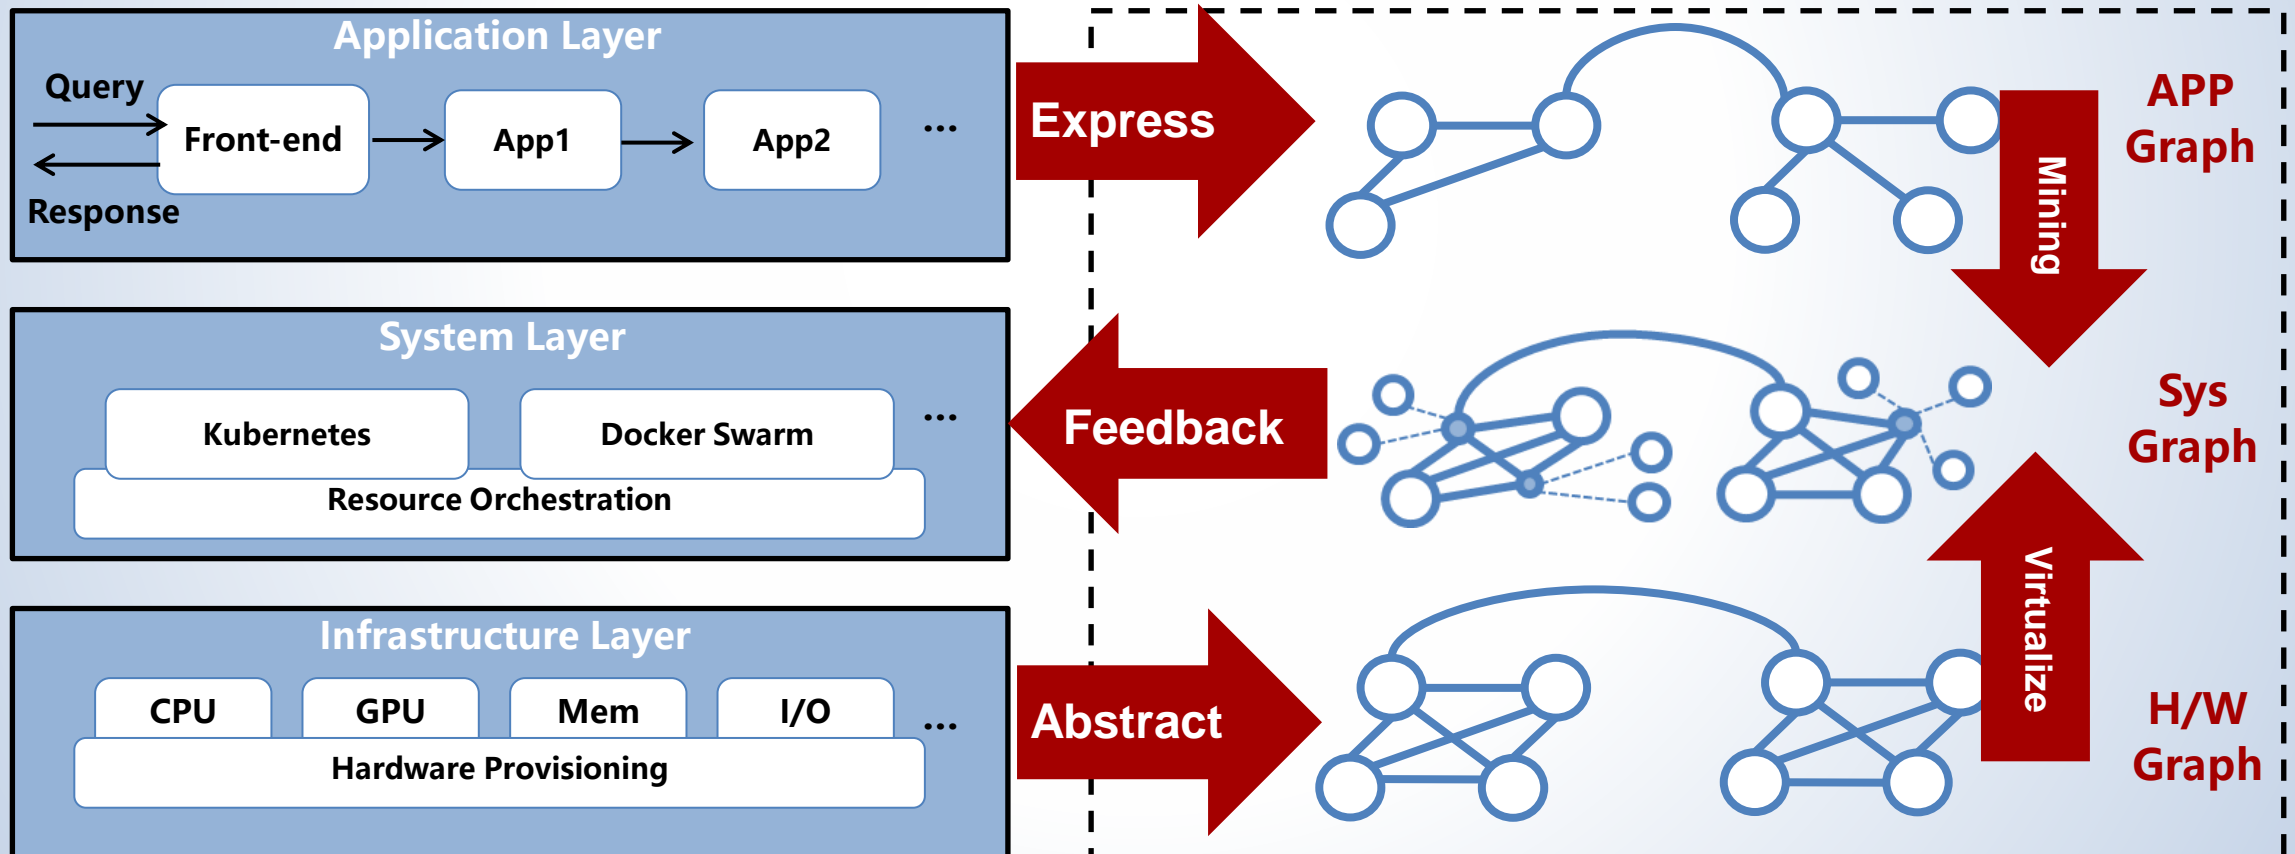 Application Layer
Query
Front-end
App1
App2
...
Response
Express
APP
Graph
Mining
System Layer
Kubernetes
Docker Swarm
...
Resource Orchestration
Feedback
Sys
Graph
Infrastructure Layer
CPU
GPU
Mem
I/O
...
Hardware Provisioning
Abstract
Virtualize
H/W
Graph